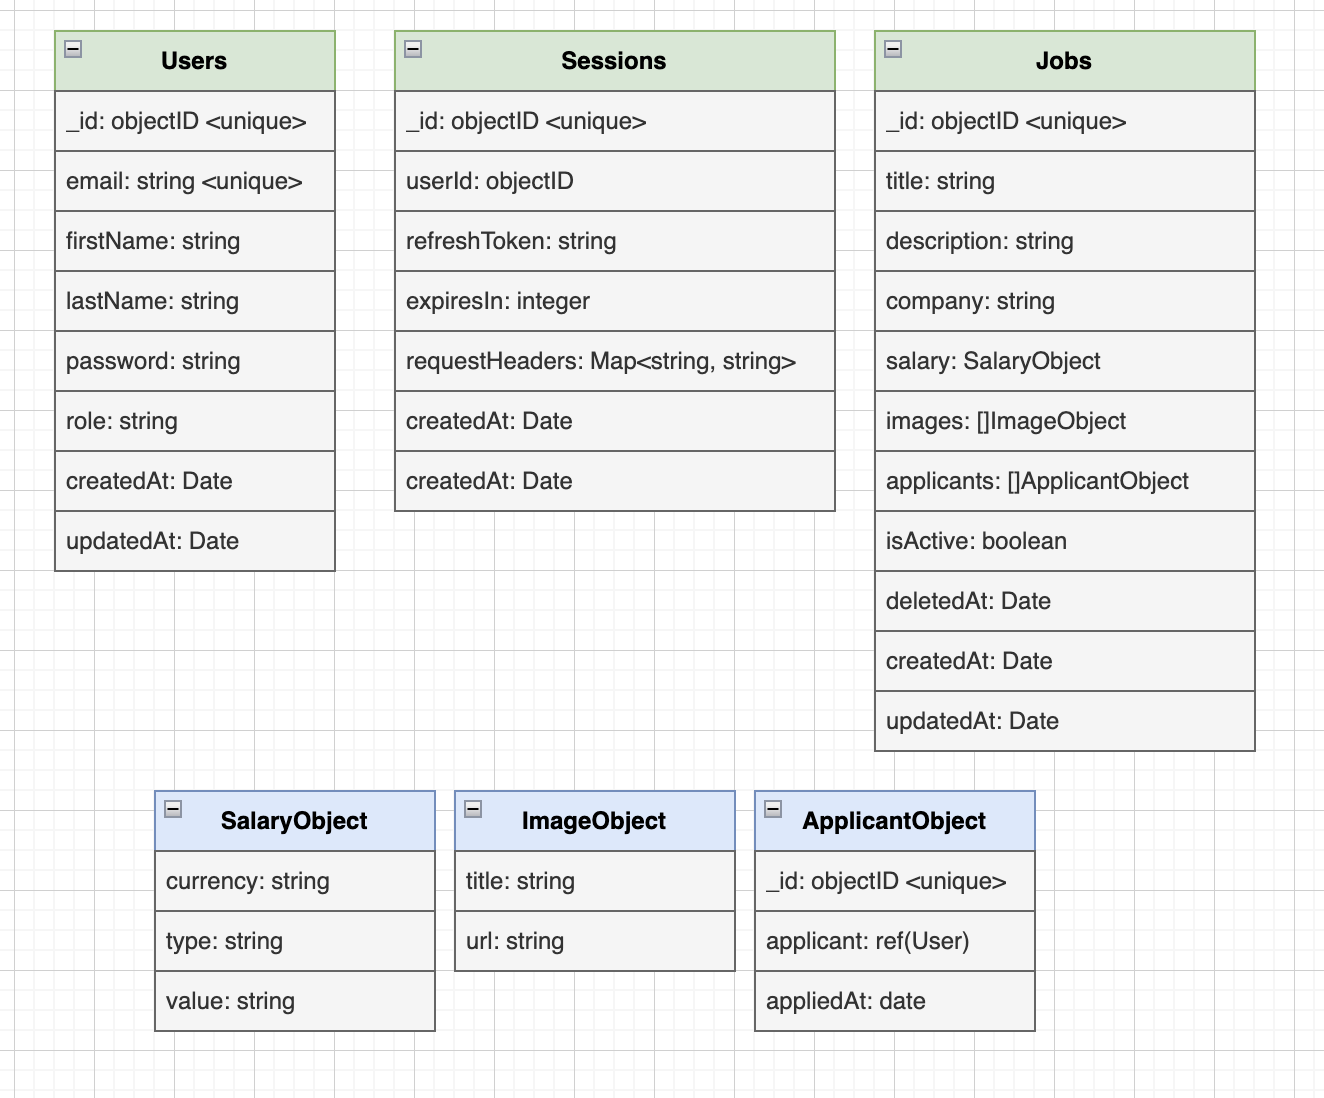 Users
_id: objectID <unique>
email: string <unique>
firstName: string
lastName: string
password: string
role: string
createdAt: Date
updatedAt: Date
Sessions
_id: objectID <unique>
userId: objectID
refreshToken: string
expiresIn: integer
requestHeaders: Map<string, string>
createdAt: Date
createdAt: Date
Jobs
_id: objectID <unique>
title: string
description: string
company: string
salary: SalaryObject
images: []ImageObject
applicants: []ApplicantObject
isActive: boolean
deletedAt: Date
createdAt: Date
updatedAt: Date
SalaryObject
currency: string
type: string
value: string
ImageObject
title: string
url: string
ApplicantObject
_id: objectID <unique>
applicant: ref(User)
appliedAt: date